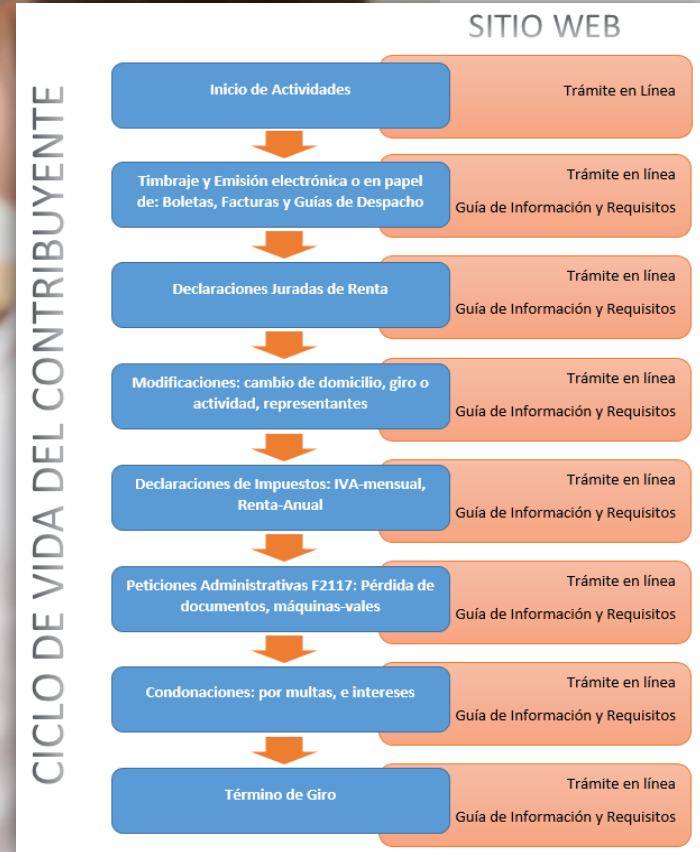 SITIO WEB
CICLO DE VIDA DEL CONTRIBUYENTE
Inicio de Actividades
Trámite en Línea
Timbraje y Emisión electrónica o en papel
de: Boletas, Facturas y Guías de Despacho
Trámite en línea
Guía de Información y Requisitos
Declaraciones Juradas de Renta
Trámite en línea
Guía de Información y Requisitos
Modificaciones: cambio de domicilio, giro o
actividad, representantes
Trámite en línea
Guía de Información y Requisitos
Declaraciones de Impuestos: IVA-mensual,
Renta-Anual
Trámite en línea
Guía de Información y Requisitos
Peticiones Administrativas F2117: Pérdida de
documentos, máquinas-vales
Trámite en línea
Guía de Información y Requisitos
Condonaciones: por multas, e intereses
Trámite en línea
Guía de Información y Requisitos
Término de Giro
Trámite en línea
Guía de Información y Requisitos